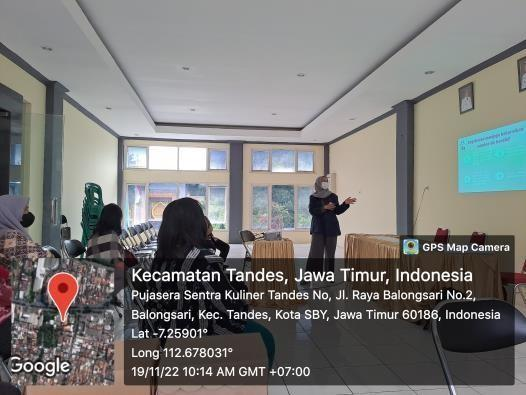 GPS Map Camera
Kecamatan Tandes, Jawa Timur, Indonesia
Pujasera Sentra Kuliner Tandes No, Jl. Raya Balongsari No.2,
Balongsari, Kec. Tandes, Kota SBY, Jawa Timur 60186, Indonesia
Lat -7.25901°
Long 112.678031°
19/11/22 10:14 AM GMT +07:00
Google